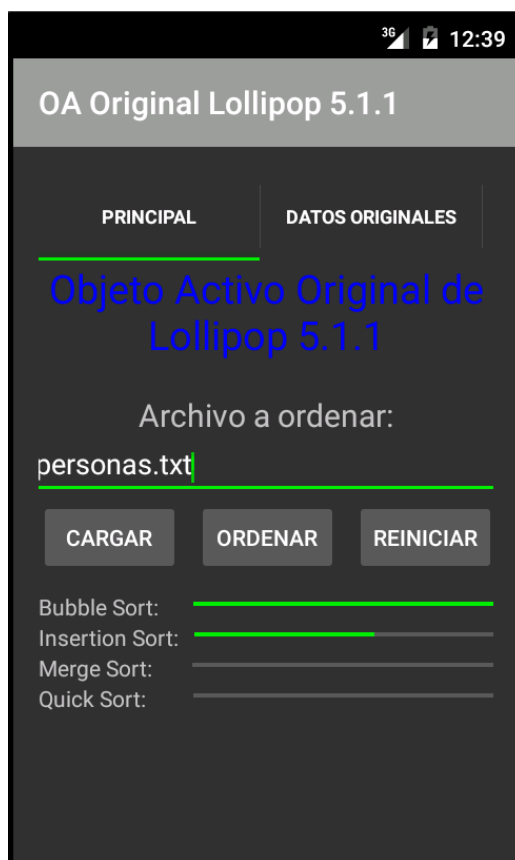 3G 12:39
OA Original Lollipop 5.1.1
PRINCIPAL DATOS ORIGINALES
Objeto Activo Original de
Lollipop 5.1.1
Archivo a ordenar:
personas.txt
CARGAR ORDENAR REINICIAR
Bubble Sort:
Insertion Sort:
Merge Sort:
Quick Sort: